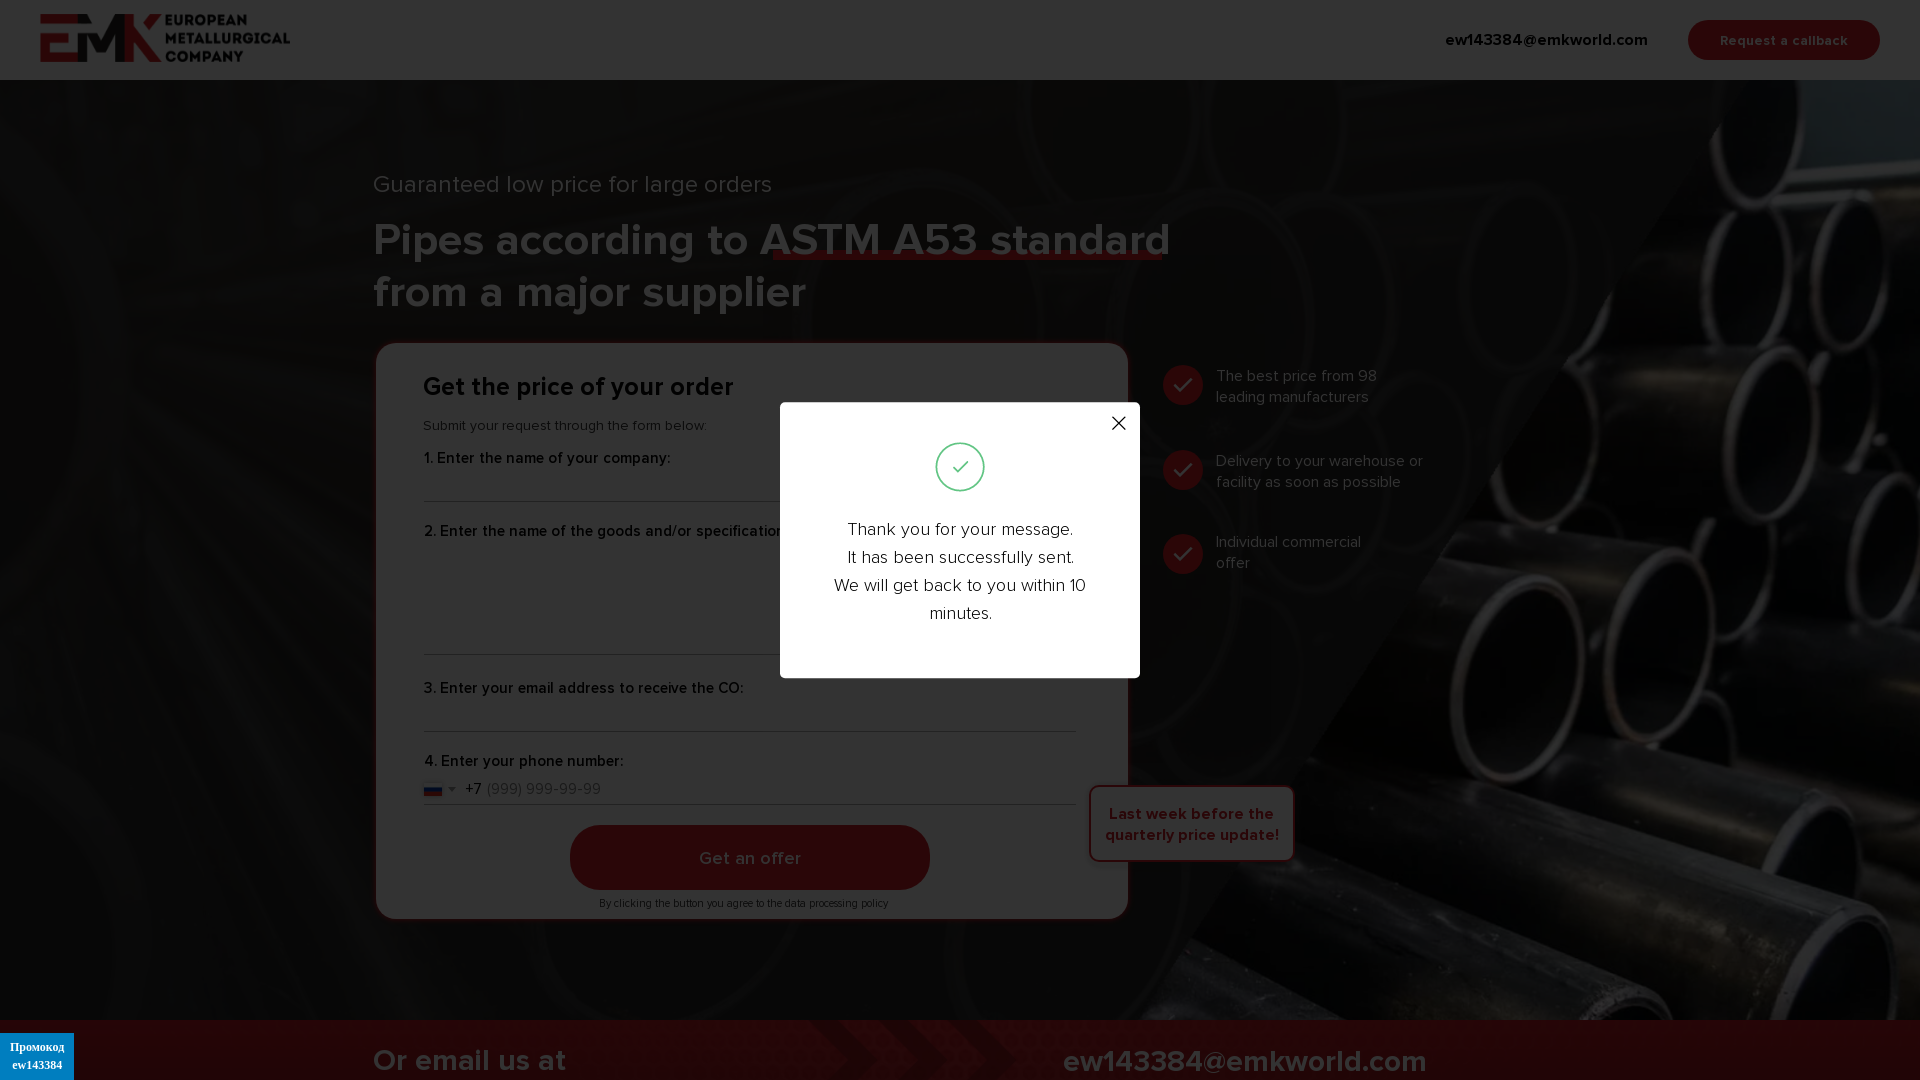 EMK EUROPEAN
METALLURGICAL
COMPANY
ew143384@emkworld.com
Request a callback
Guaranteed low price for large orders
Pipes according to ASTM A53 standard
from a major supplier
Get the price of your order
Submit your request through the form below:
1. Enter the name of your company:
2. Enter the name of the goods and/or specification
3. Enter your email address to receive the CO:
4. Enter your phone number:
+7 (999) 999-99-99
Get an offer
By clicking the button you agree to the data processing policy
The best price from 98
leading manufacturers
Delivery to your warehouse or
facility as soon as possible
Individual commercial
offer
Last week before the
quarterly price update!
Thank you for your message.
It has been successfully sent.
We will get back to you within 10
minutes.
Or email us at
ew143384@emkworld.com
Промокод
ew143384